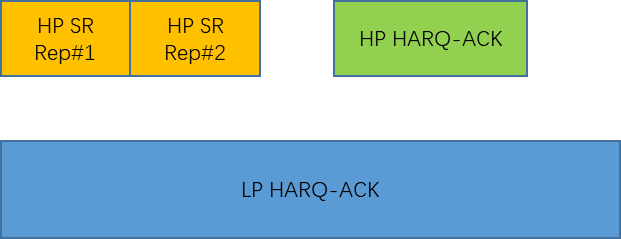 HP SR
Rep#1
HP SR
Rep#2
HP HARQ-ACK
LP HARQ-ACK